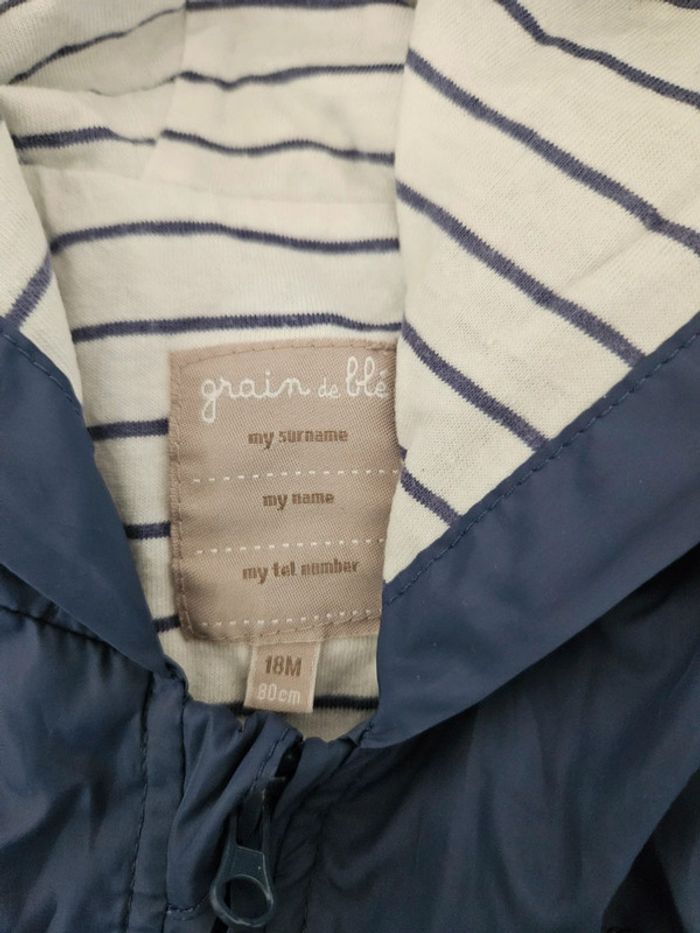 grain de blé
my surname
my name
my tel number
18M
80cm